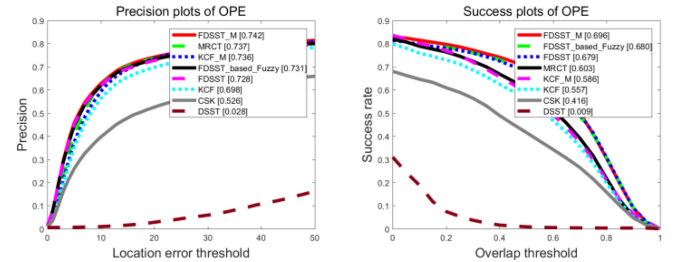 Precision plots of OPE
0.9
0.8
0.7
0.6
0.5
0.4
0.3
0.2
0.1
0
Precision
FDSST_M [0.742]
MRCT [0.737]
KCF_M [0.736]
FDSST_based_Fuzzy [0.731]
FDSST [0.728]
KCF [0.698]
CSK [0.526]
DSST [0.028]
0 10 20 30 40 50
Location error threshold
Success plots of OPE
0.9
0.8
0.7
0.6
0.5
0.4
0.3
0.2
0.1
0
Success rate
FDSST_M [0.696]
FDSST_based_Fuzzy [0.680]
FDSST [0.679]
MRCT [0.603]
KCF_M [0.586]
KCF [0.557]
CSK [0.416]
DSST [0.009]
0 0.2 0.4 0.6 0.8 1
Overlap threshold